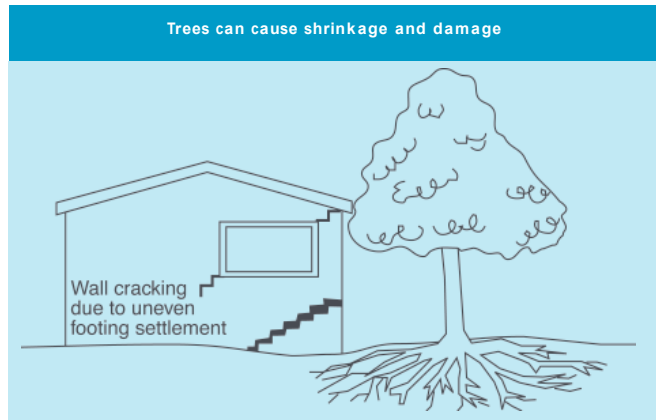 Trees can cause shrinkage and damage
Wall cracking
due to uneven
footing settlement